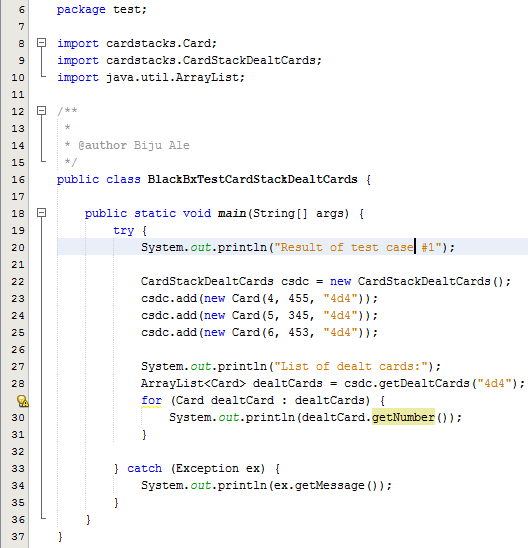 6 package test;
7
8 import cardstacks.Card;
9 import cardstacks.CardStackDealtCards;
10 import java.util.ArrayList;
11
12 /**
13 *
14 * @author Biju Ale
15 */
16 public class BlackBxTestCardStackDealtCards {
17
18 public static void main(String[] args) {
19 try {
20 System.out.println("Result of test case #1");
21
22 CardStackDealtCards csdc = new CardStackDealtCards();
23 csdc.add(new Card(4, 455, "4d4"));
24 csdc.add(new Card(5, 345, "4d4"));
25 csdc.add(new Card(6, 453, "4d4"));
26
27 System.out.println("List of dealt cards:");
28 ArrayList<Card> dealtCards = csdc.getDealtCards("4d4");
for (Card dealtCard : dealtCards) {
30 System.out.println(dealtCard.getNumber());
31 }
32
33 } catch (Exception ex) {
34 System.out.println(ex.getMessage());
35 }
36 }
37 }